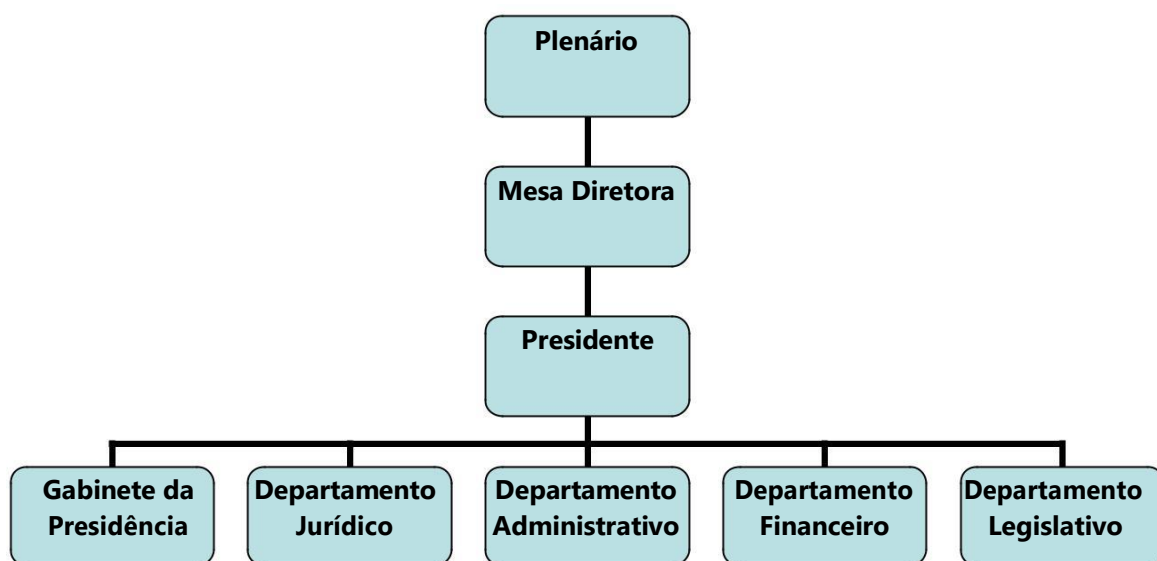 Plenário
Mesa Diretora
Presidente
Gabinete da
Presidência
Departamento
Jurídico
Departamento
Administrativo
Departamento
Financeiro
Departamento
Legislativo